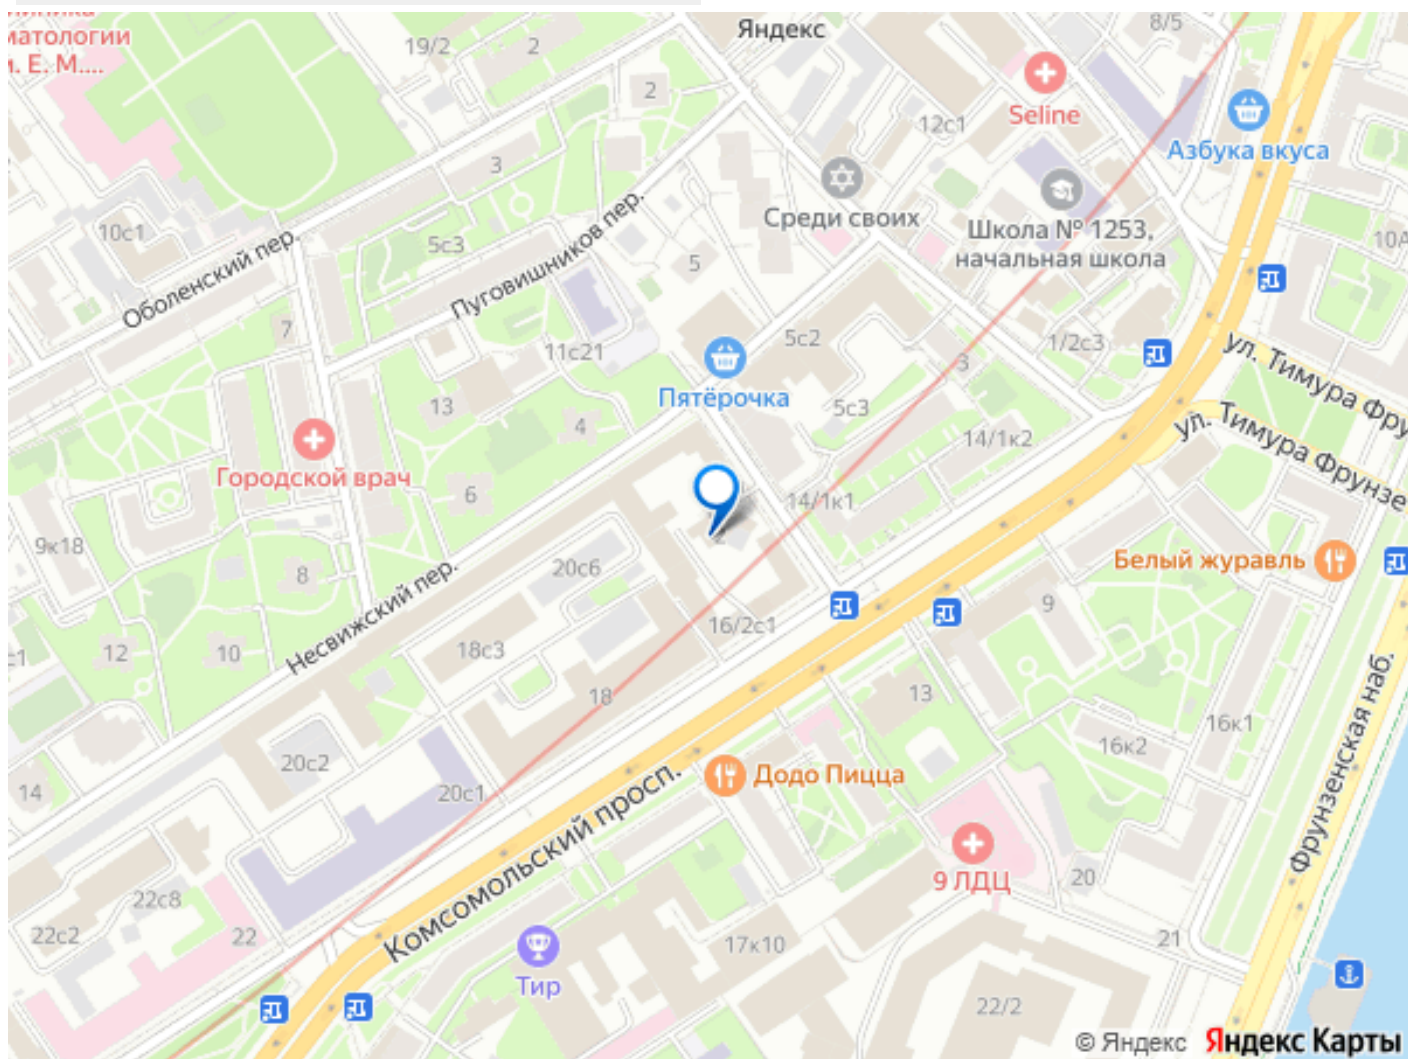 матологии
. Е. М....
19/2
2
Яндекс
8/5
2
Seline
12с1
Азбука вкуса
3
Среди своих
Школа № 1253,
начальная школа
10с1
5с3
5
10А
Оболенский пер.
Пуговишников пер.
7
11с21
5с2
1/2с3
3
ул. Тимура Фру
Пятёрочка
13
4
5с3
14/1к2
ул. Тимура Фрунзе
Городской врач
6
14/1к1
9к18
8
2
20с6
Белый журавль
9
Несвижский пер.
16/2с1
с1
12
10
18с3
18
13
16к1
16к2
Фрунзенская наб.
20с2
14
20с1
Додо Пицца
Комсомольский просп.
9 ЛДЦ
20
22с8
22с2
22
17к10
21
Тир
22/2
© Яндекс Яндекс Карты